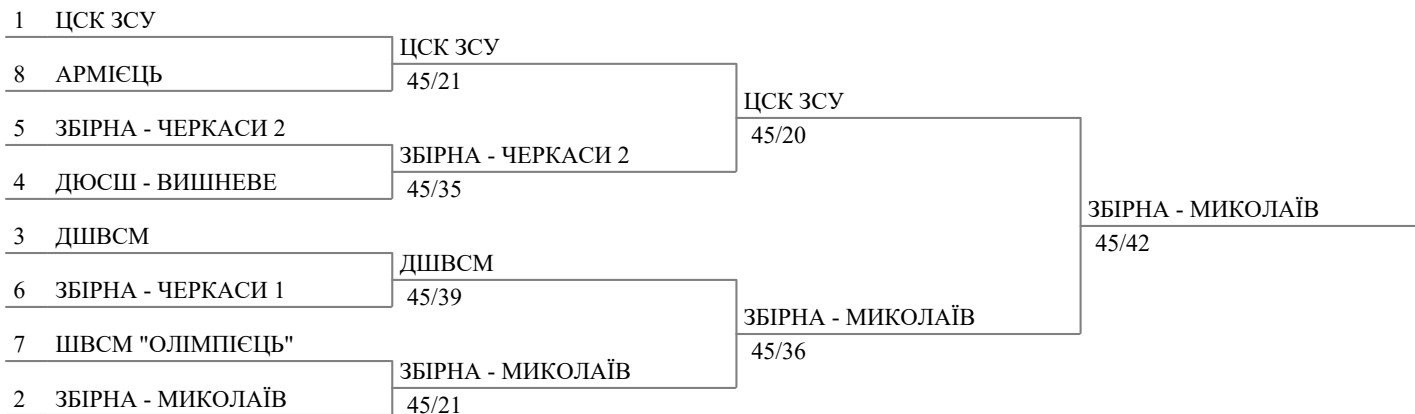 1 ЦСК ЗСУ
ЦСК ЗСУ
8 АРМІЄЦЬ
45/21
ЦСК ЗСУ
5 ЗБІРНА - ЧЕРКАСИ 2
45/20
ЗБІРНА - ЧЕРКАСИ 2
4 ДЮСШ - ВИШНЕВЕ
45/35
ЗБІРНА - МИКОЛАЇВ
3 ДШВСМ
45/42
ДШВСМ
6 ЗБІРНА - ЧЕРКАСИ 1
45/39
ЗБІРНА - МИКОЛАЇВ
7 ШВСМ "ОЛІМПІЄЦЬ"
45/36
ЗБІРНА - МИКОЛАЇВ
2 ЗБІРНА - МИКОЛАЇВ
45/21